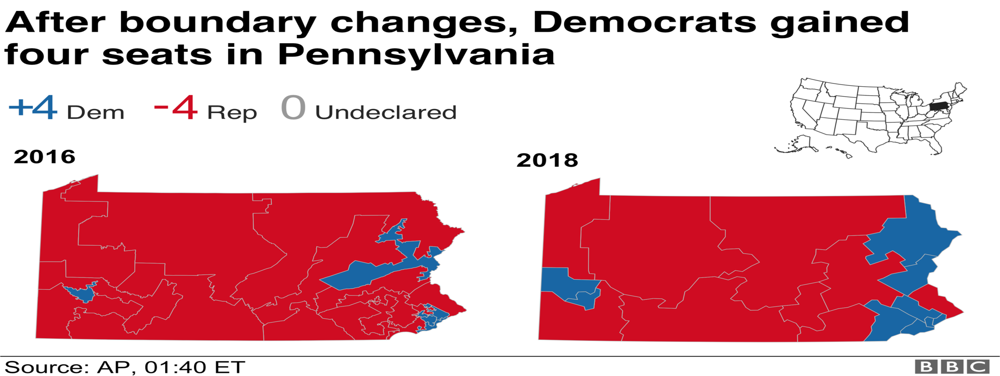 After boundary changes, Democrats gained
four seats in Pennsylvania
+4 Dem -4 Rep 0 Undeclared
2016
2018
Source: AP, 01:40 ET
BBC